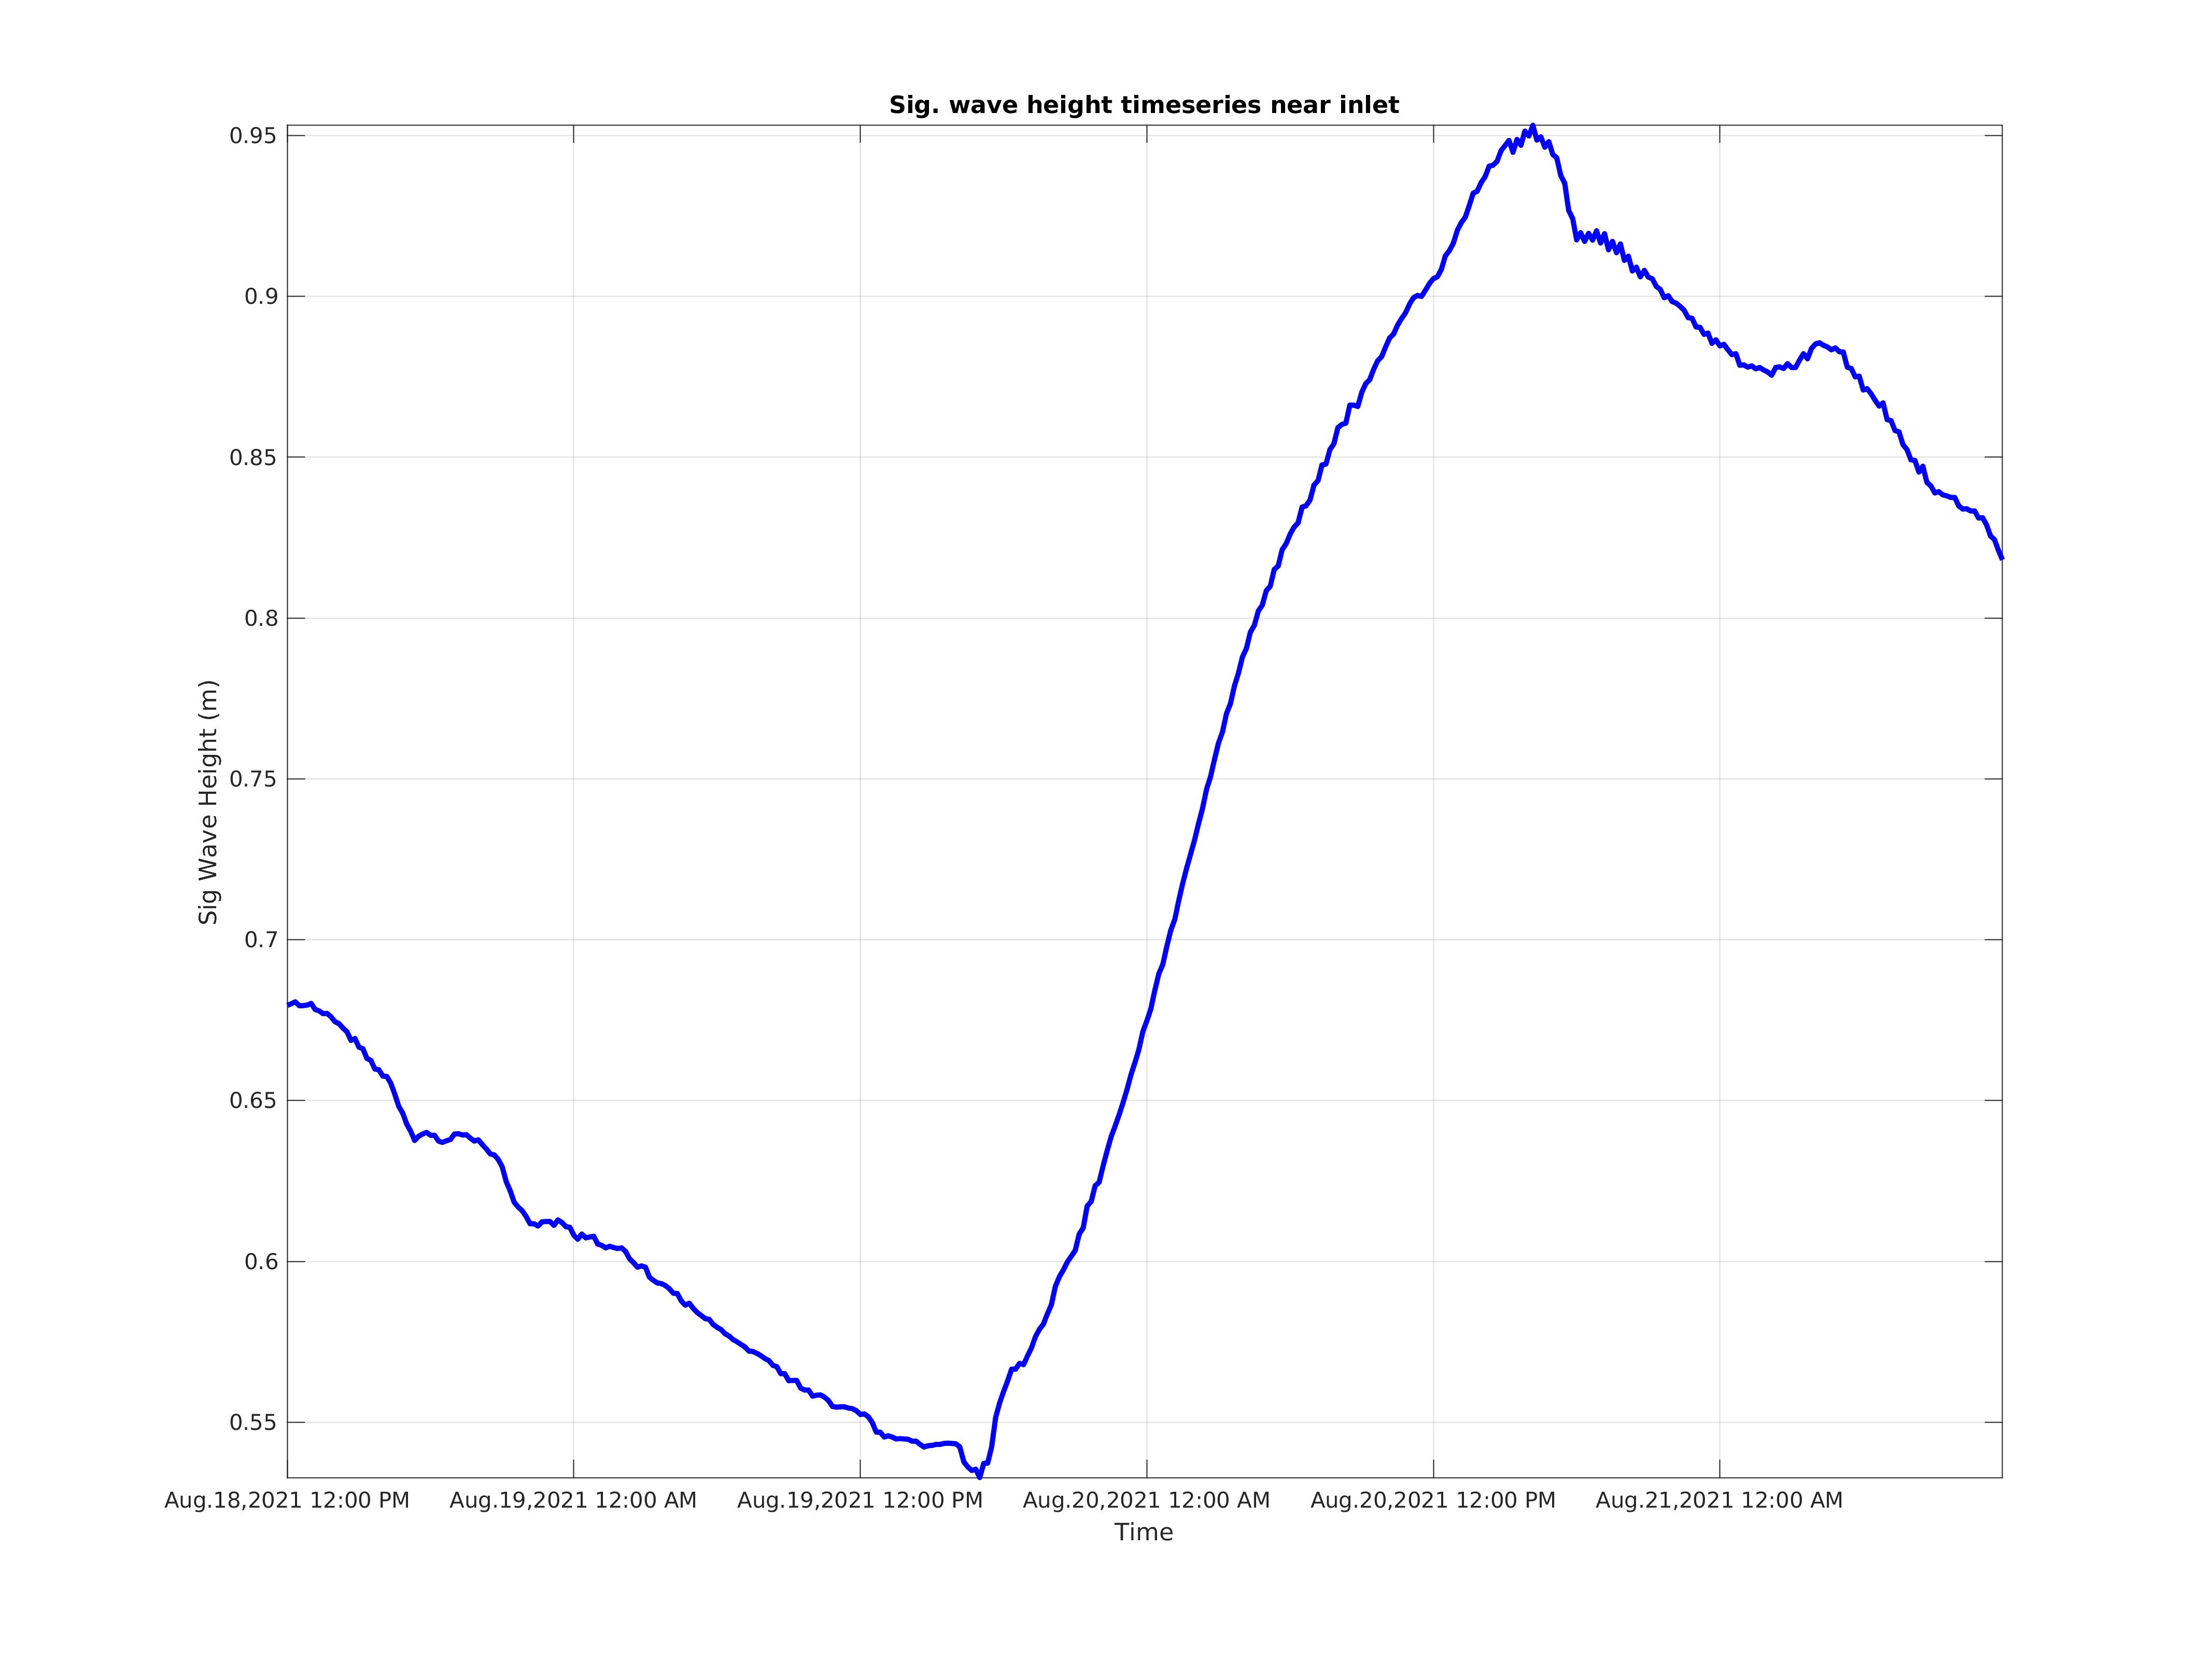 Sig. wave height timeseries near inlet
0.95
0.9
0.85
0.8
0.75
0.7
0.65
0.6
0.55
Sig Wave Height (m)
Aug.18,2021 12:00 PM Aug.19,2021 12:00 AM Aug.19,2021 12:00 PM Aug.20,2021 12:00 AM Aug.20,2021 12:00 PM Aug.21,2021 12:00 AM
Time